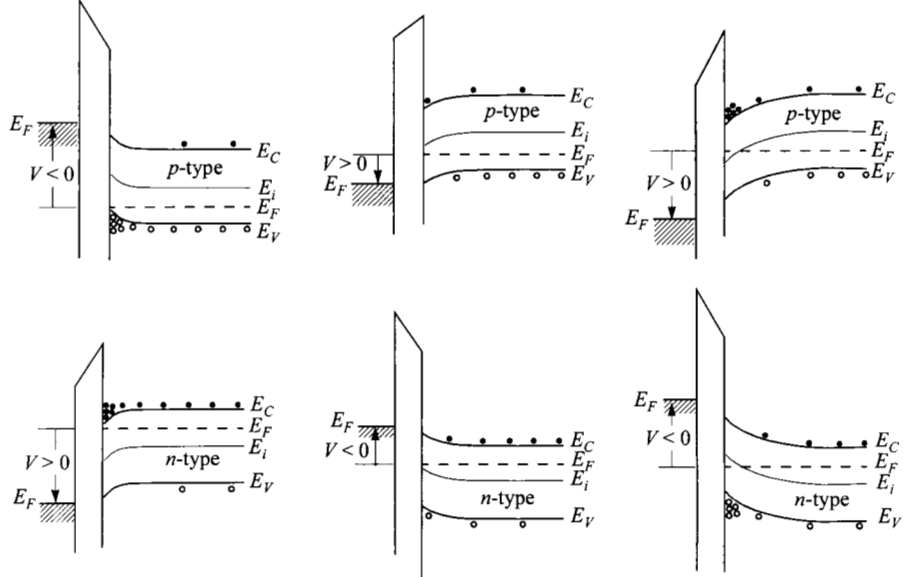 E_F
V < 0
p-type
E_C
E_i
E_F
E_V
V > 0
E_F
p-type
E_C
E_i
E_F
E_V
V > 0
E_F
p-type
E_C
E_i
E_F
E_V
V > 0
E_F
n-type
E_C
E_F
E_i
E_V
E_F
V < 0
n-type
E_C
E_F
E_i
E_V
E_F
V < 0
n-type
E_C
E_F
E_i
E_V